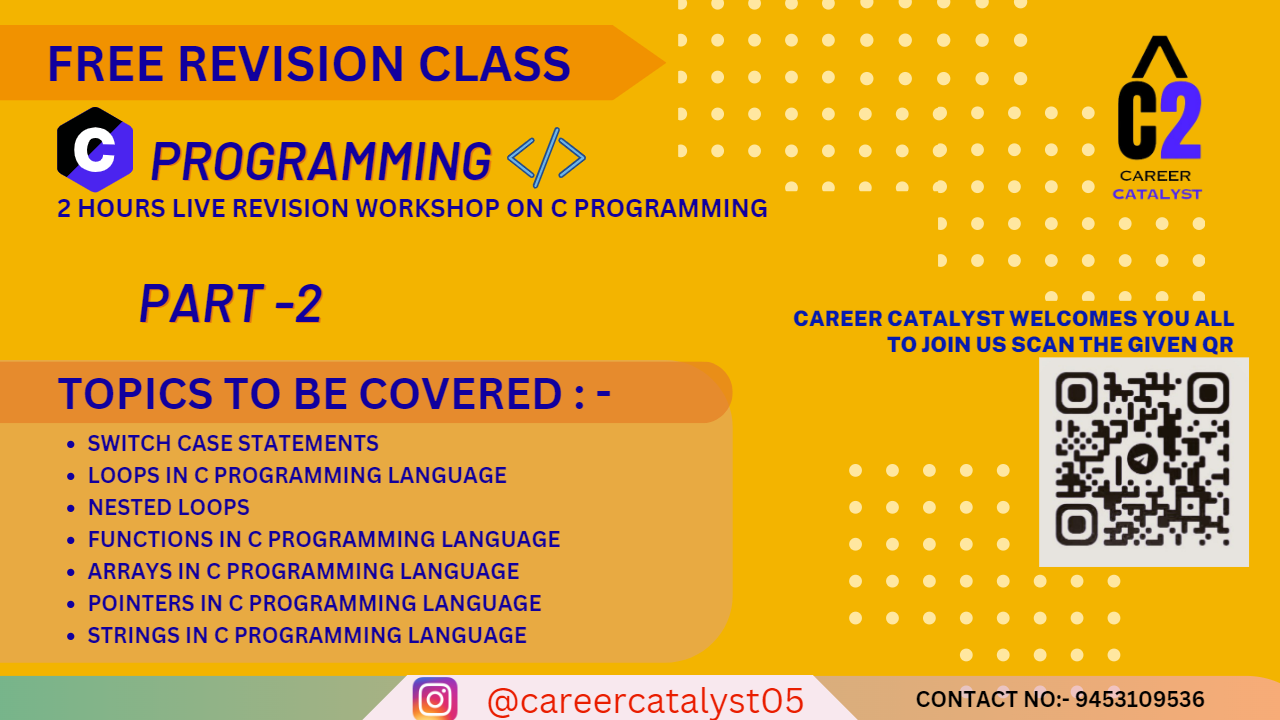 FREE REVISION CLASS
C PROGRAMMING </>
2 HOURS LIVE REVISION WORKSHOP ON C PROGRAMMING
C2
CAREER
CATALYST
PART -2
CAREER CATALYST WELCOMES YOU ALL
TO JOIN US SCAN THE GIVEN QR
TOPICS TO BE COVERED : -
• SWITCH CASE STATEMENTS
• LOOPS IN C PROGRAMMING LANGUAGE
• NESTED LOOPS
• FUNCTIONS IN C PROGRAMMING LANGUAGE
• ARRAYS IN C PROGRAMMING LANGUAGE
• POINTERS IN C PROGRAMMING LANGUAGE
• STRINGS IN C PROGRAMMING LANGUAGE
@careercatalyst05
CONTACT NO:- 9453109536